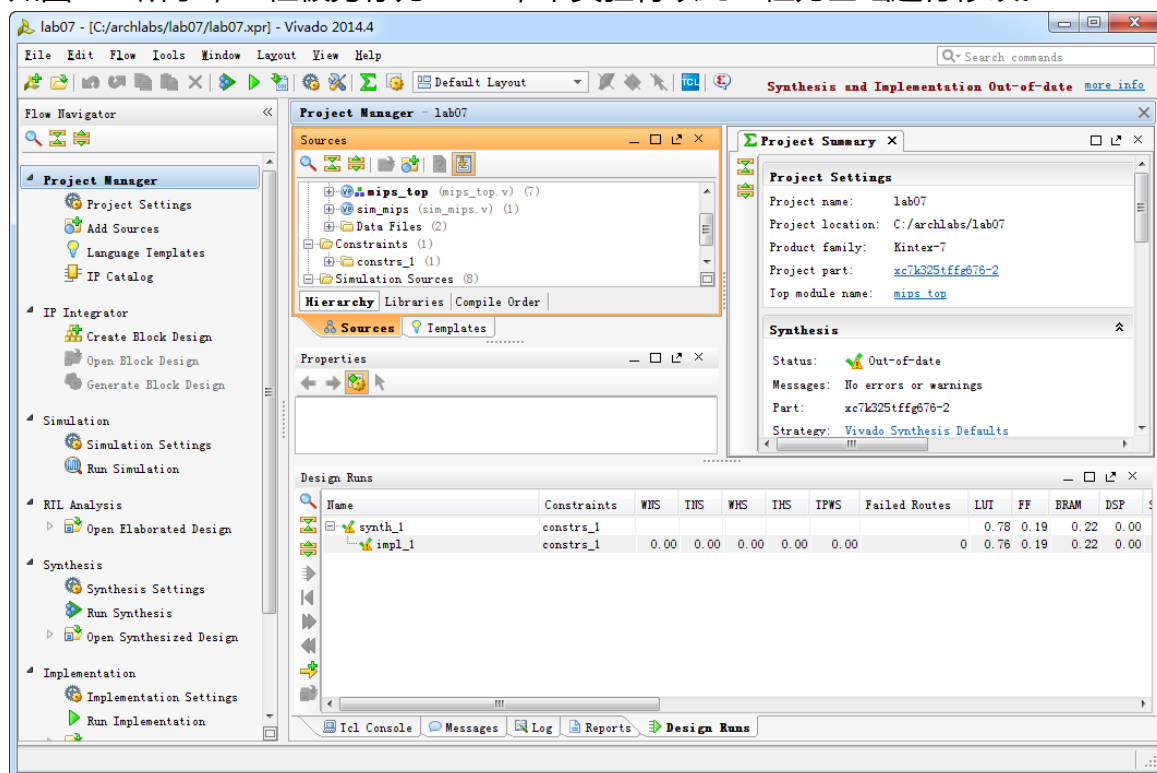 lab07 - [C:/archlabs/lab07/lab07.xpr] - Vivado 2014.4
File Edit Flow Tools Window Layout View Help
Search commands
Default Layout
Synthesis and Implementation Out-of-date more info
Flow Navigator
Project Manager
Project Settings
Add Sources
Language Templates
IP Catalog
IP Integrator
Create Block Design
Open Block Design
Generate Block Design
Simulation
Simulation Settings
Run Simulation
RTL Analysis
Open Elaborated Design
Synthesis
Synthesis Settings
Run Synthesis
Open Synthesized Design
Implementation
Implementation Settings
Run Implementation
Project Manager - lab07
Sources
mips_top (mips_top.v) (7)
sim_mips (sim_mips.v) (1)
Data Files (2)
Constraints (1)
constrs_1 (1)
Simulation Sources (8)
Hierarchy Libraries Compile Order
Sources Templates
Properties
Project Summary
Project Settings
Project name: lab07
Project location: C:/archlabs/lab07
Product family: Kintex-7
Project part: xc7k325tffg676-2
Top module name: mips_top
Synthesis
Status: Out-of-date
Messages: No errors or warnings
Part: xc7k325tffg676-2
Strategy: Vivado Synthesis Defaults
Design Runs
Name Constraints WNS TNS WHS THS TPWS Failed Routes LUT FF BRAM DSP
synth_1 constrs_1 0.78 0.19 0.22 0.00
impl_1 constrs_1 0.00 0.00 0.00 0.00 0.00 0 0.76 0.19 0.22 0.00
Tcl Console Messages Log Reports Design Runs